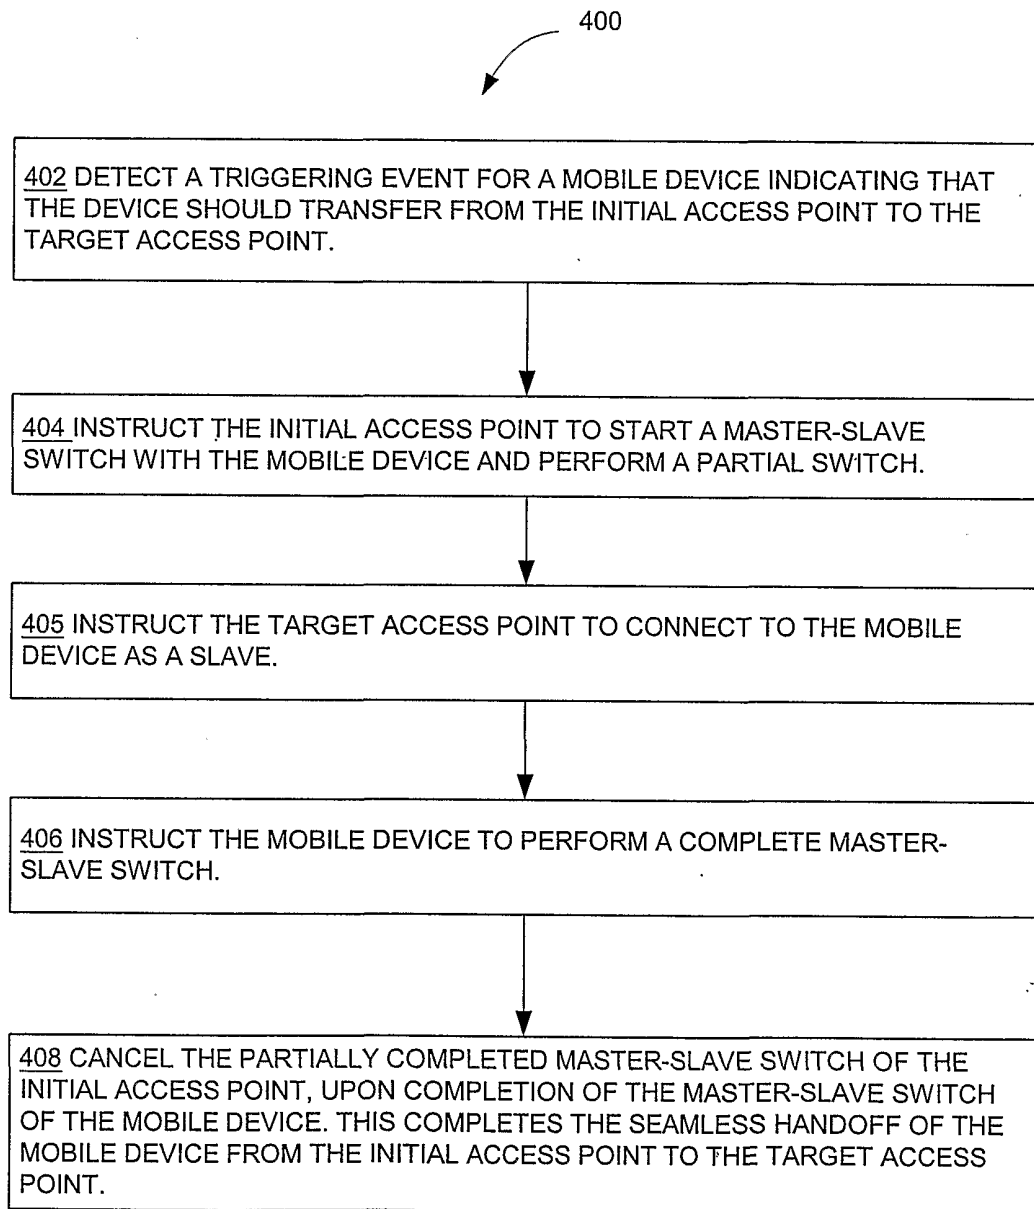 400
402 DETECT A TRIGGERING EVENT FOR A MOBILE DEVICE INDICATING THAT
THE DEVICE SHOULD TRANSFER FROM THE INITIAL ACCESS POINT TO THE
TARGET ACCESS POINT.
404 INSTRUCT THE INITIAL ACCESS POINT TO START A MASTER-SLAVE
SWITCH WITH THE MOBILE DEVICE AND PERFORM A PARTIAL SWITCH.
405 INSTRUCT THE TARGET ACCESS POINT TO CONNECT TO THE MOBILE
DEVICE AS A SLAVE.
406 INSTRUCT THE MOBILE DEVICE TO PERFORM A COMPLETE MASTER-
SLAVE SWITCH.
408 CANCEL THE PARTIALLY COMPLETED MASTER-SLAVE SWITCH OF THE
INITIAL ACCESS POINT, UPON COMPLETION OF THE MASTER-SLAVE SWITCH
OF THE MOBILE DEVICE. THIS COMPLETES THE SEAMLESS HANDOFF OF THE
MOBILE DEVICE FROM THE INITIAL ACCESS POINT TO THE TARGET ACCESS
POINT.